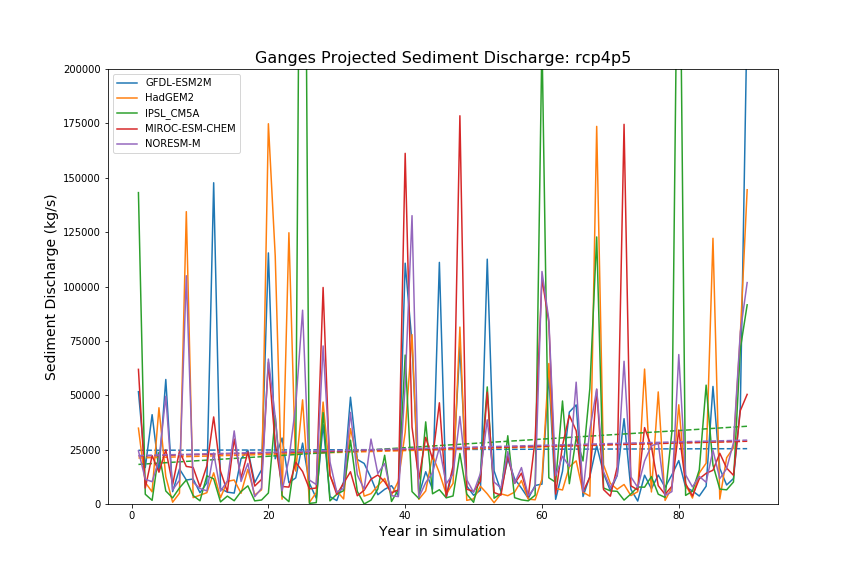 Ganges Projected Sediment Discharge: rcp4p5
Sediment Discharge (kg/s)
200000
175000
150000
125000
100000
75000
50000
25000
0
GFDL-ESM2M
HadGEM2
IPSL_CM5A
MIROC-ESM-CHEM
NORESM-M
0 20 40 60 80
Year in simulation